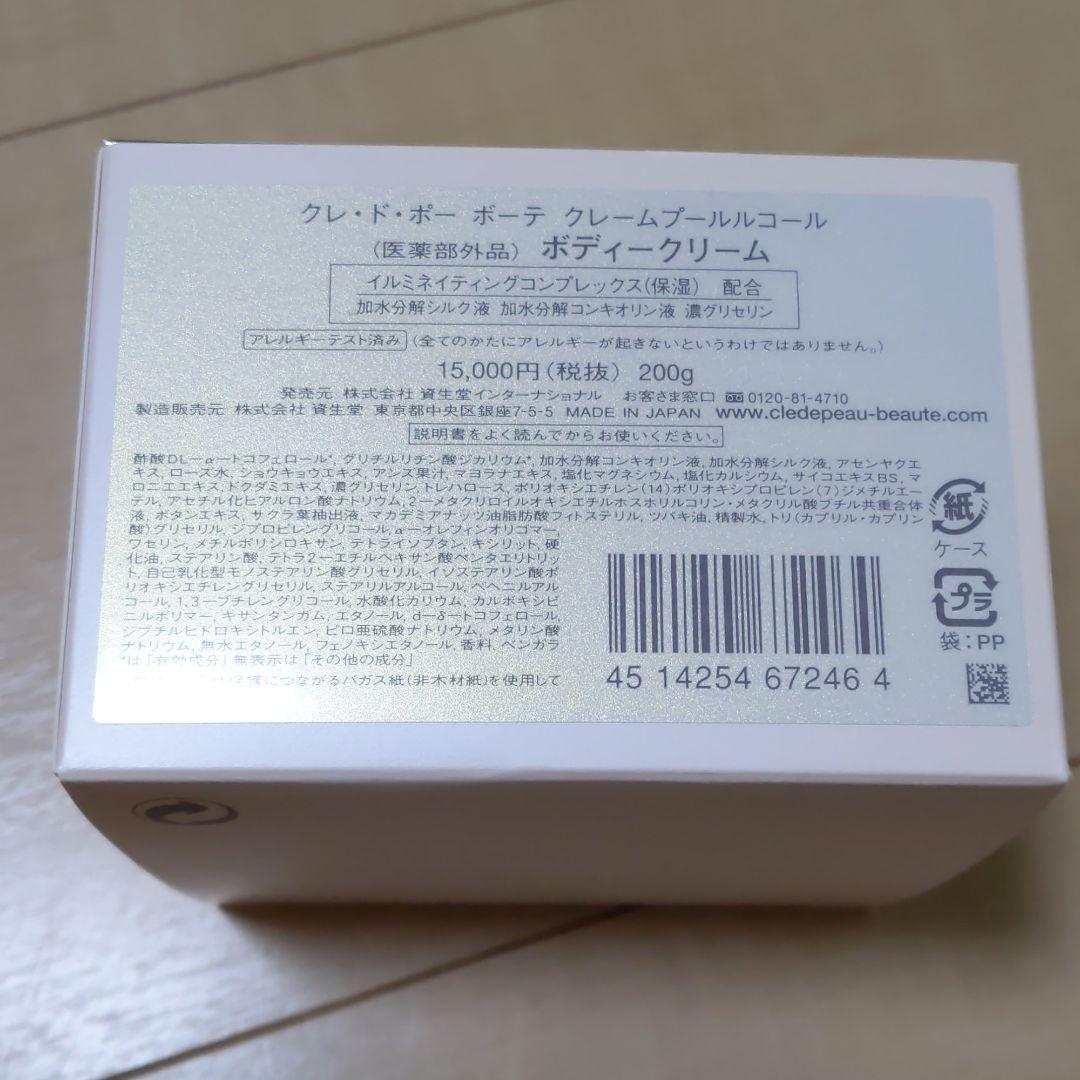 クレ・ド・ポー ボーテ クレームプールルコール
（医薬部外品） ボディークリーム
イルミネイティングコンプレックス(保湿) 配合
加水分解シルク液 加水分解コンキオリン液 濃グリセリン
アレルギーテスト済み (全てのかたにアレルギーが起きないというわけではありません。)
15,000円(税抜) 200g
発売元 株式会社 資生堂インターナショナル お客さま窓口 0120-81-4710
製造販売元 株式会社 資生堂 東京都中央区銀座7-5-5 MADE IN JAPAN www.cledepeau-beaute.com
説明書をよく読んでからお使いください。
酢酸DL-α-トコフェロール*, グリチルリチン酸ジカリウム*, 加水分解コンキオリン液, 加水分解シルク液, アセンヤクエ
キス, ローズ水, ショウキョウエキス, アンズ果汁, マヨラナエキス, 塩化マグネシウム, 塩化カルシウム, サイコエキスBS, マ
ロニエエキス, ドクダミエキス, 濃グリセリン, トレハロース, ポリオキシエチレン(14)ポリオキシプロピレン(7)ジメチルエー
テル, アセチル化ヒアルロン酸ナトリウム, 2-メタクリロイルオキシエチルホスホリルコリン・メタクリル酸ブチル共重合体
液, ボタンエキス, サクラ葉抽出液, マカデミアナッツ油脂肪酸フィトステリル, ツバキ油, 精製水, トリ(カプリル・カプリン
酸)グリセリル, ジプロピレングリコール, α-オレフィンオリゴマー,
ワセリン, メチルポリシロキサン, テトライソブタン, キシリット, 硬
化油, ステアリン酸, テトラ2-エチルヘキサン酸ペンタエリトリッ
ト, 自己乳化型モノステアリン酸グリセリル, イソステアリン酸ポ
リオキシエチレングリセリル, ステアリルアルコール, ベヘニルアル
コール, 1,3-ブチレングリコール, 水酸化カリウム, カルボキシビ
ニルポリマー, キサンタンガム, エタノール, d-δ-トコフェロール,
ジブチルヒドロキシトルエン, ピロ亜硫酸ナトリウム, メタリン酸
ナトリウム, 無水エタノール, フェノキシエタノール, 香料, ベンガラ
*は「有効成分」無表示は「その他の成分」
保護につながるバガス紙(非木材紙)を使用して
紙
ケース
プラ
袋：PP
45 14254 67246 4